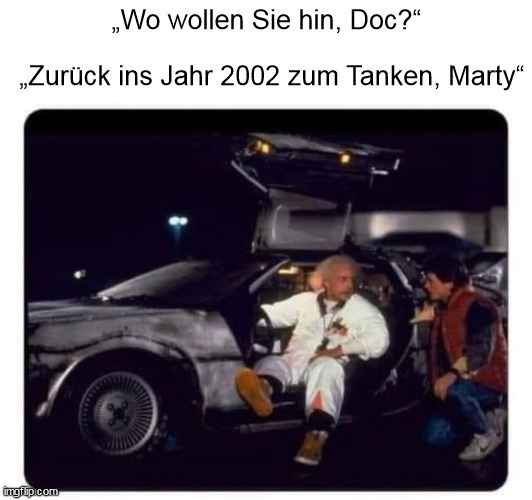 „Wo wollen Sie hin, Doc?“
„Zurück ins Jahr 2002 zum Tanken, Marty“
imgflip.com